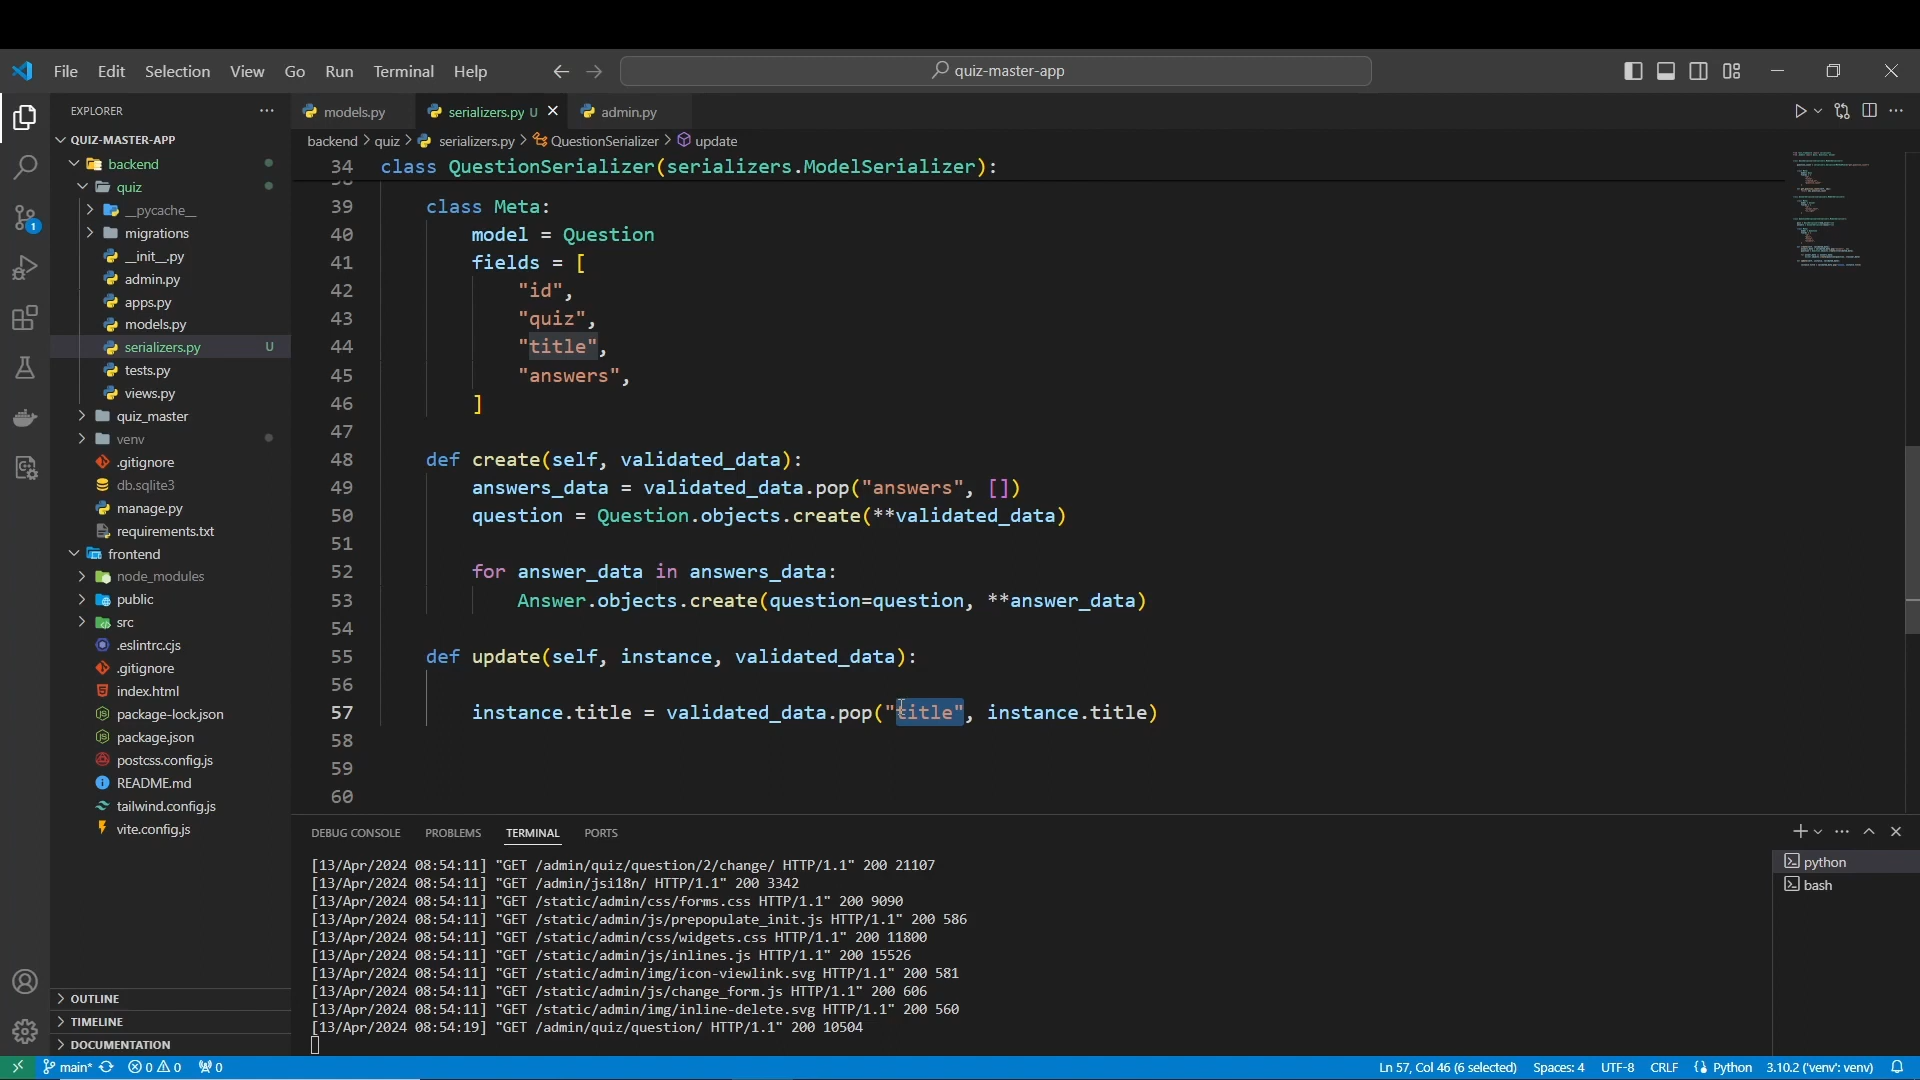 File Edit Selection View Go Run Terminal Help
quiz-master-app
EXPLORER
models.py
serializers.py U
admin.py
QUIZ-MASTER-APP
backend > quiz > serializers.py > QuestionSerializer > update
backend
quiz
__pycache__
migrations
__init__.py
admin.py
apps.py
models.py
serializers.py U
tests.py
views.py
quiz_master
venv
.gitignore
db.sqlite3
manage.py
requirements.txt
frontend
node_modules
public
src
.eslintrc.cjs
.gitignore
index.html
package-lock.json
package.json
postcss.config.js
README.md
tailwind.config.js
vite.config.js
OUTLINE
TIMELINE
DOCUMENTATION
34 class QuestionSerializer(serializers.ModelSerializer):
39 class Meta:
40 model = Question
41 fields = [
42 "id",
43 "quiz",
44 "title",
45 "answers",
46 ]
47
48 def create(self, validated_data):
49 answers_data = validated_data.pop("answers", [])
50 question = Question.objects.create(**validated_data)
51
52 for answer_data in answers_data:
53 Answer.objects.create(question=question, **answer_data)
54
55 def update(self, instance, validated_data):
56
57 instance.title = validated_data.pop("title", instance.title)
58
59
60
DEBUG CONSOLE PROBLEMS TERMINAL PORTS
[13/Apr/2024 08:54:11] "GET /admin/quiz/question/2/change/ HTTP/1.1" 200 21107
[13/Apr/2024 08:54:11] "GET /admin/jsi18n/ HTTP/1.1" 200 3342
[13/Apr/2024 08:54:11] "GET /static/admin/css/forms.css HTTP/1.1" 200 9090
[13/Apr/2024 08:54:11] "GET /static/admin/js/prepopulate_init.js HTTP/1.1" 200 586
[13/Apr/2024 08:54:11] "GET /static/admin/css/widgets.css HTTP/1.1" 200 11800
[13/Apr/2024 08:54:11] "GET /static/admin/js/inlines.js HTTP/1.1" 200 15526
[13/Apr/2024 08:54:11] "GET /static/admin/img/icon-viewlink.svg HTTP/1.1" 200 581
[13/Apr/2024 08:54:11] "GET /static/admin/js/change_form.js HTTP/1.1" 200 606
[13/Apr/2024 08:54:11] "GET /static/admin/img/inline-delete.svg HTTP/1.1" 200 560
[13/Apr/2024 08:54:19] "GET /admin/quiz/question/ HTTP/1.1" 200 10504
python
bash
main* 0 0 0 Ln 57, Col 46 (6 selected) Spaces: 4 UTF-8 CRLF Python 3.10.2 ('venv': venv)